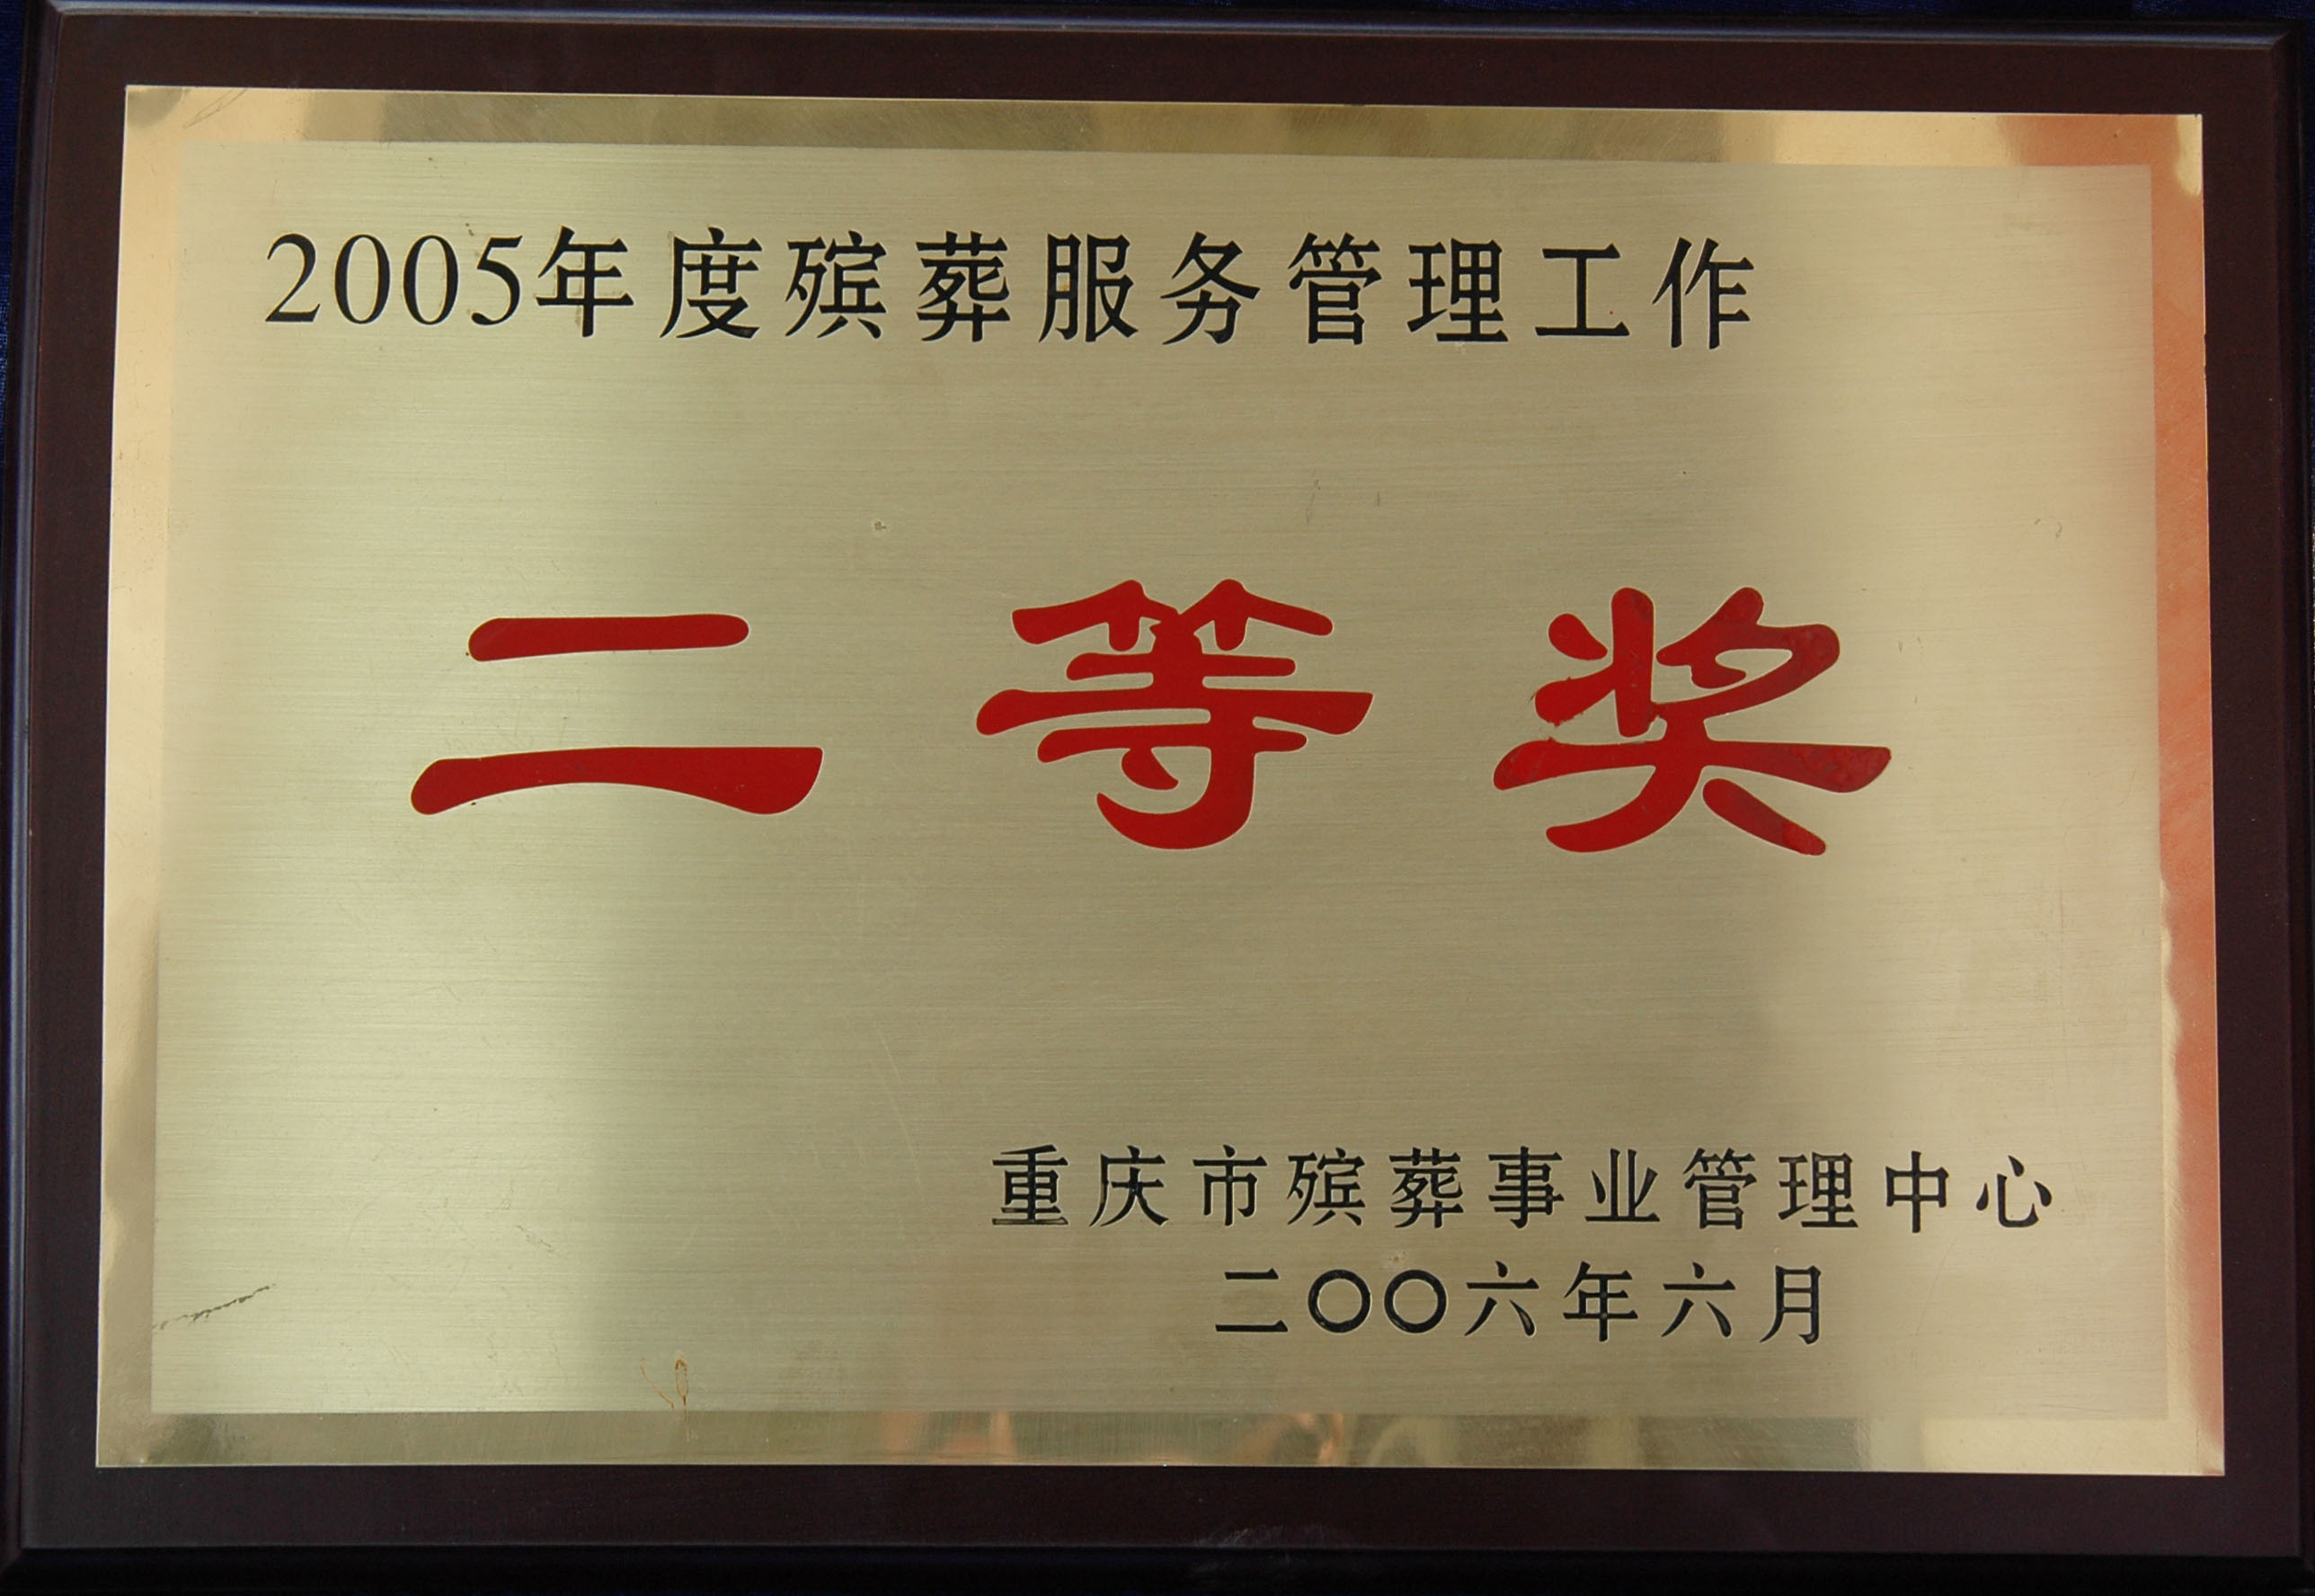 2005年度殡葬服务管理工作
二等奖
重庆市殡葬事业管理中心
二〇〇六年六月